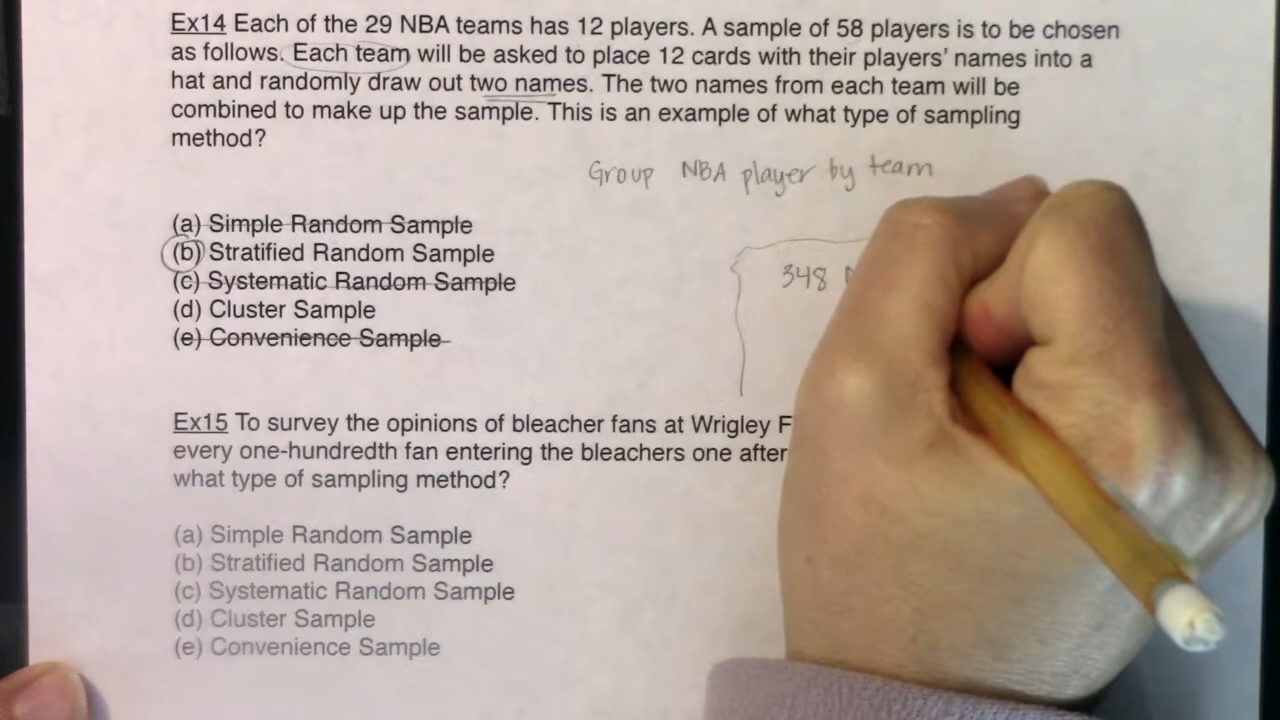 Ex14 Each of the 29 NBA teams has 12 players. A sample of 58 players is to be chosen
as follows. Each team will be asked to place 12 cards with their players' names into a
hat and randomly draw out two names. The two names from each team will be
combined to make up the sample. This is an example of what type of sampling
method?
Group NBA player by team
(a) Simple Random Sample
(b) Stratified Random Sample
(c) Systematic Random Sample
(d) Cluster Sample
(e) Convenience Sample
348
Ex15 To survey the opinions of bleacher fans at Wrigley
every one-hundredth fan entering the bleachers one after
what type of sampling method?
(a) Simple Random Sample
(b) Stratified Random Sample
(c) Systematic Random Sample
(d) Cluster Sample
(e) Convenience Sample